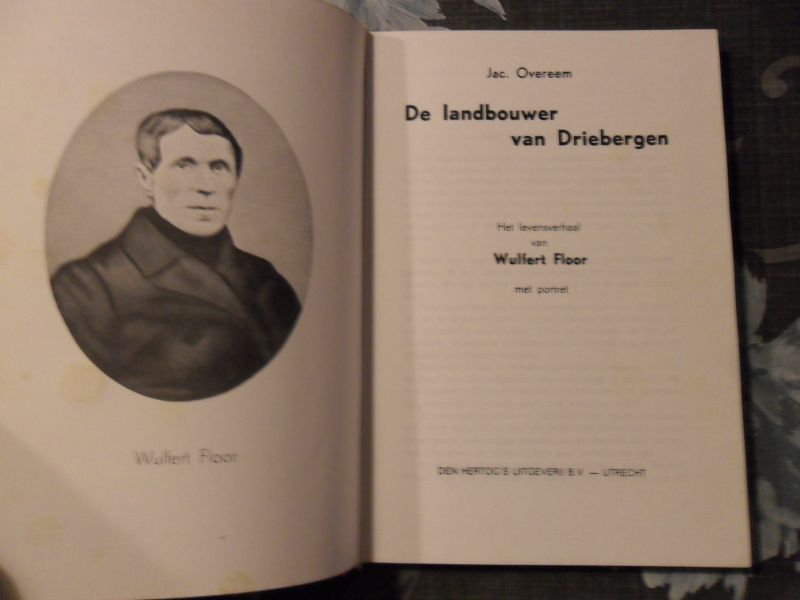 Wulfert Floor
Jac. Overeem
De landbouwer
van Driebergen
Het levensverhaal
van
Wulfert Floor
met portret
DEN HERTOG'S UITGEVERIJ B.V. — UTRECHT